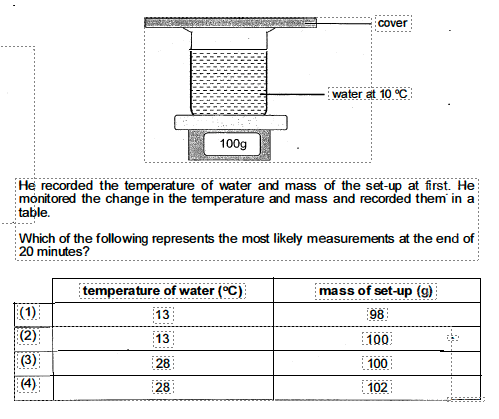 cover
water at 10 ºC
100g
He recorded the temperature of water and mass of the set-up at first. He
monitored the change in the temperature and mass and recorded them in a
table.
Which of the following represents the most likely measurements at the end of
20 minutes?
temperature of water (ºC) mass of set-up (g)
(1) 13 98
(2) 13 100
(3) 28 100
(4) 28 102